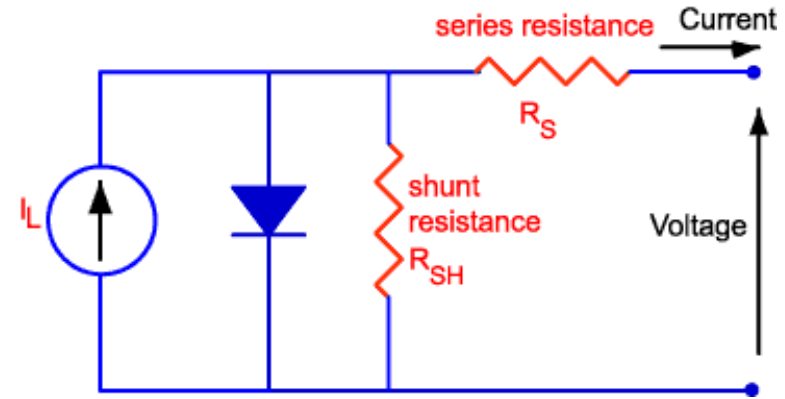 Current
series resistance
R_S
I_L
shunt
resistance
R_SH
Voltage